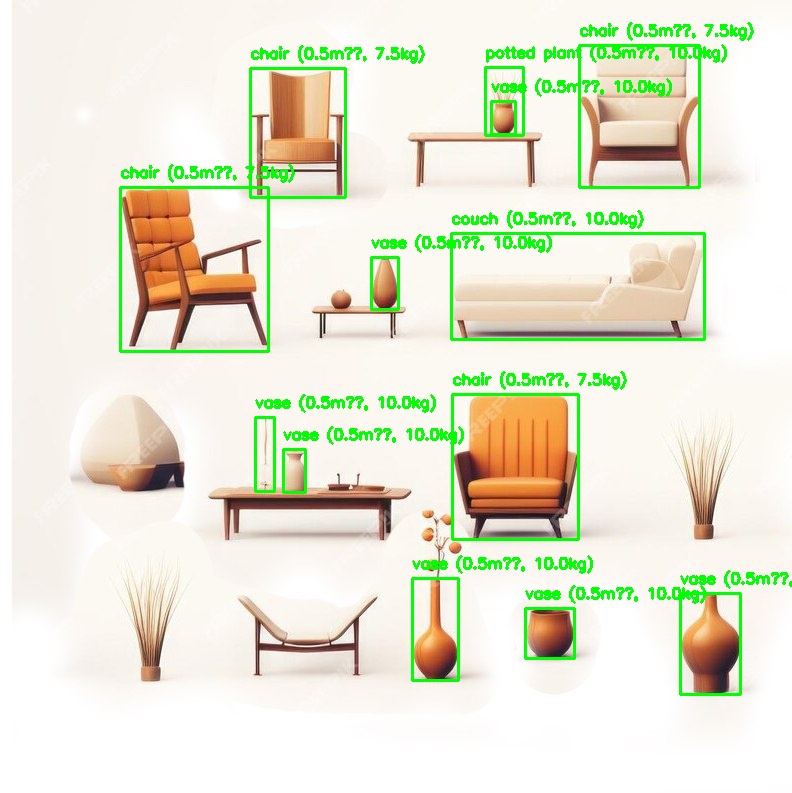 chair (0.5m??, 7.5kg)
chair (0.5m??, 7.5kg)
potted plant (0.5m??, 10.0kg)
vase (0.5m??, 10.0kg)
chair (0.5m??, 7.5kg)
couch (0.5m??, 10.0kg)
vase (0.5m??, 10.0kg)
chair (0.5m??, 7.5kg)
vase (0.5m??, 10.0kg)
vase (0.5m??, 10.0kg)
vase (0.5m??, 10.0kg)
vase (0.5m??,
vase (0.5m??, 10.0kg)